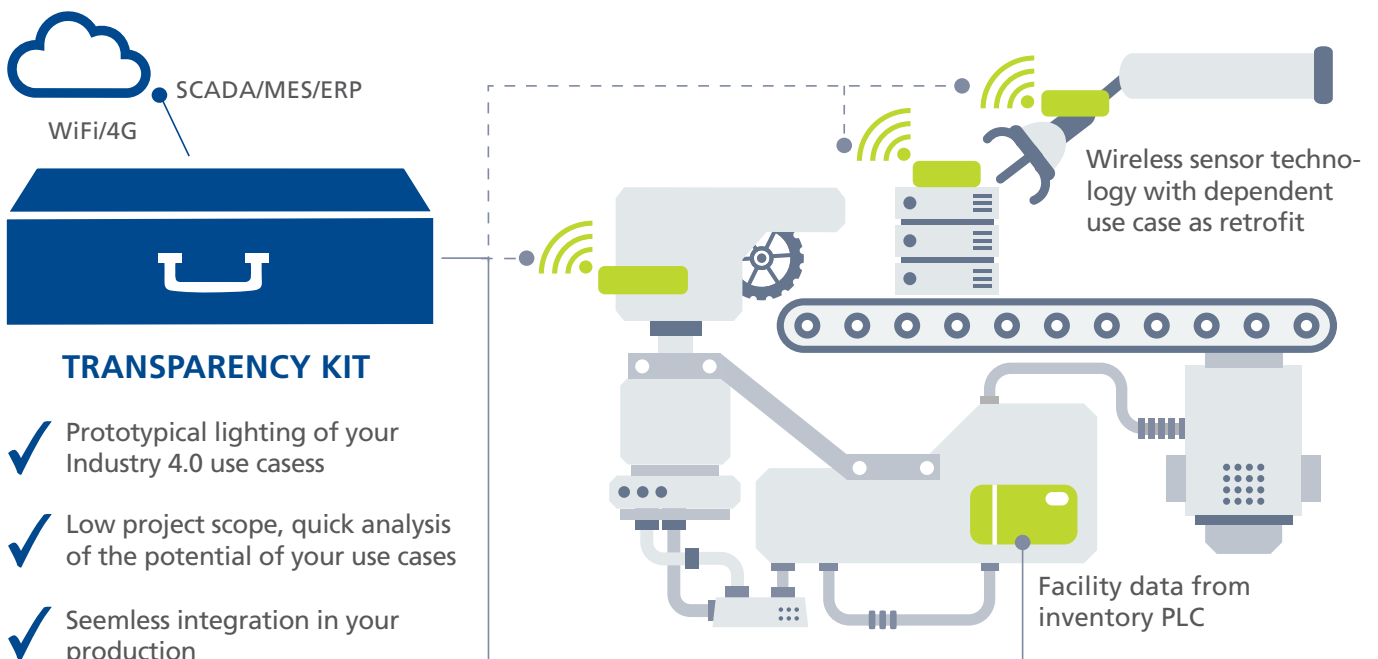 SCADA/MES/ERP
WiFi/4G
TRANSPARENCY KIT
Prototypical lighting of your
Industry 4.0 use casess
Low project scope, quick analysis
of the potential of your use cases
Seemless integration in your
production
Wireless sensor techno-
logy with dependent
use case as retrofit
Facility data from
inventory PLC